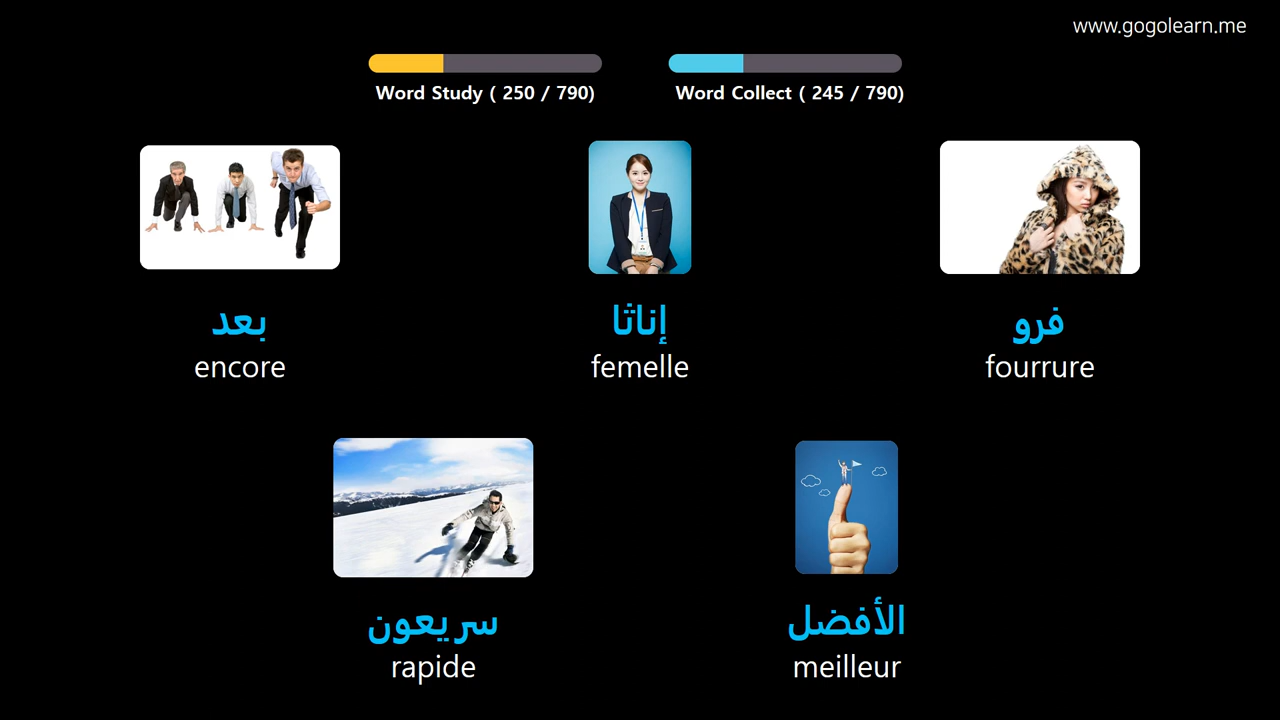 www.gogolearn.me
Word Study ( 250 / 790)
Word Collect ( 245 / 790)
بعد
encore
إناثا
femelle
فرو
fourrure
سريعون
rapide
الأفضل
meilleur